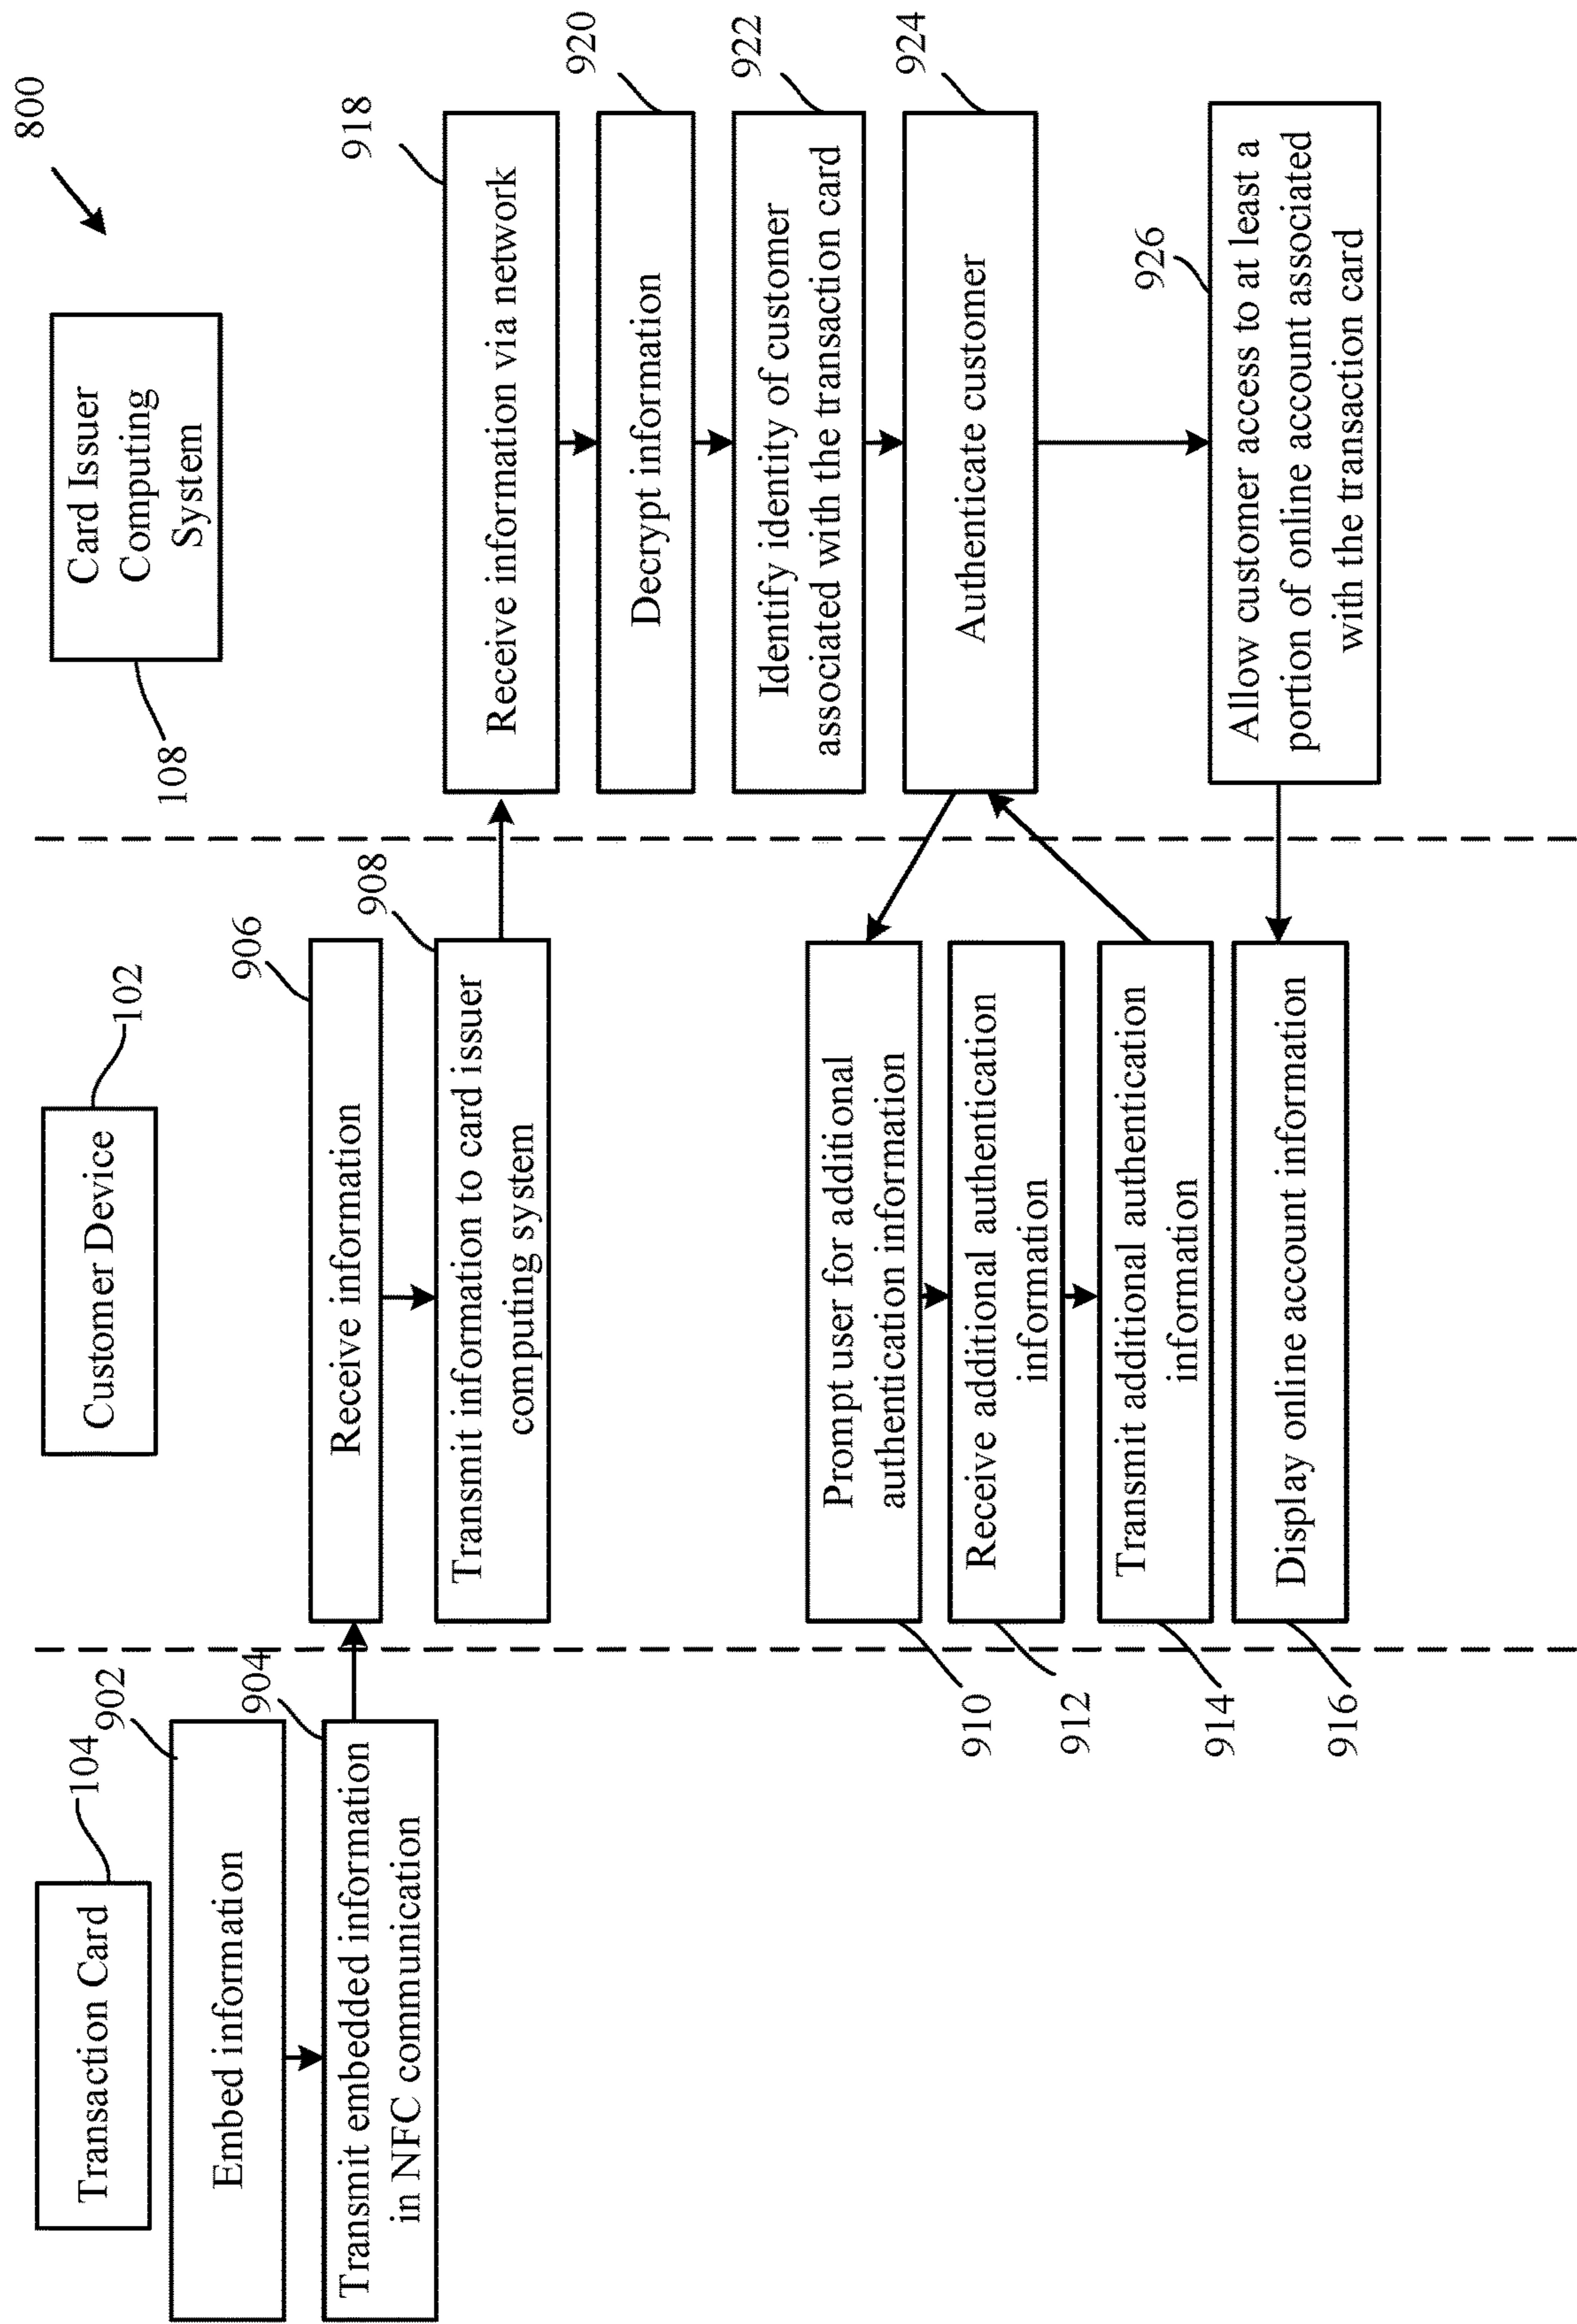 800
Transaction Card
104
Customer Device
102
Card Issuer
Computing
System
108
902
Embed information
904
Transmit embedded information
in NFC communication
906
Receive information
908
Transmit information to card issuer
computing system
918
Receive information via network
920
Decrypt information
922
Identify identity of customer
associated with the transaction card
924
Authenticate customer
910
Prompt user for additional
authentication information
912
Receive additional authentication
information
914
Transmit additional authentication
information
926
Allow customer access to at least a
portion of online account associated
with the transaction card
916
Display online account information